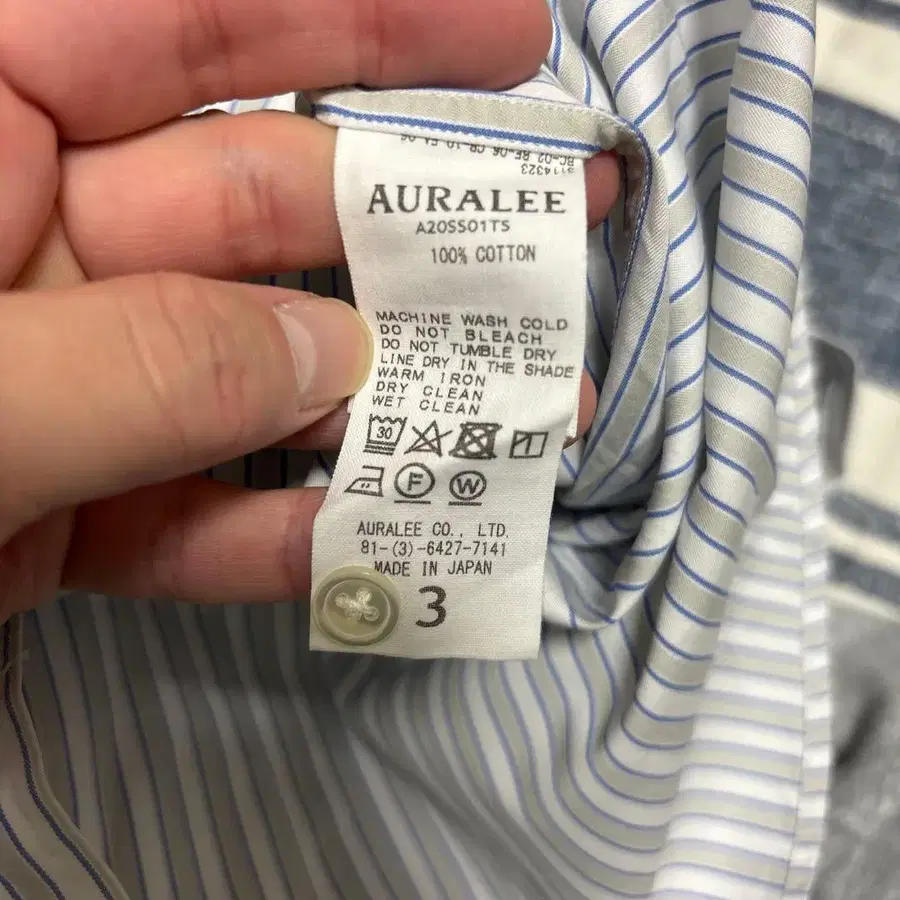 3114323
AURALEE
A20SS01TS
100% COTTON
MACHINE WASH COLD
DO NOT BLEACH
DO NOT TUMBLE DRY
LINE DRY IN THE SHADE
WARM IRON
DRY CLEAN
WET CLEAN
30
F W
AURALEE CO., LTD.
81-(3)-6427-7141
MADE IN JAPAN
3